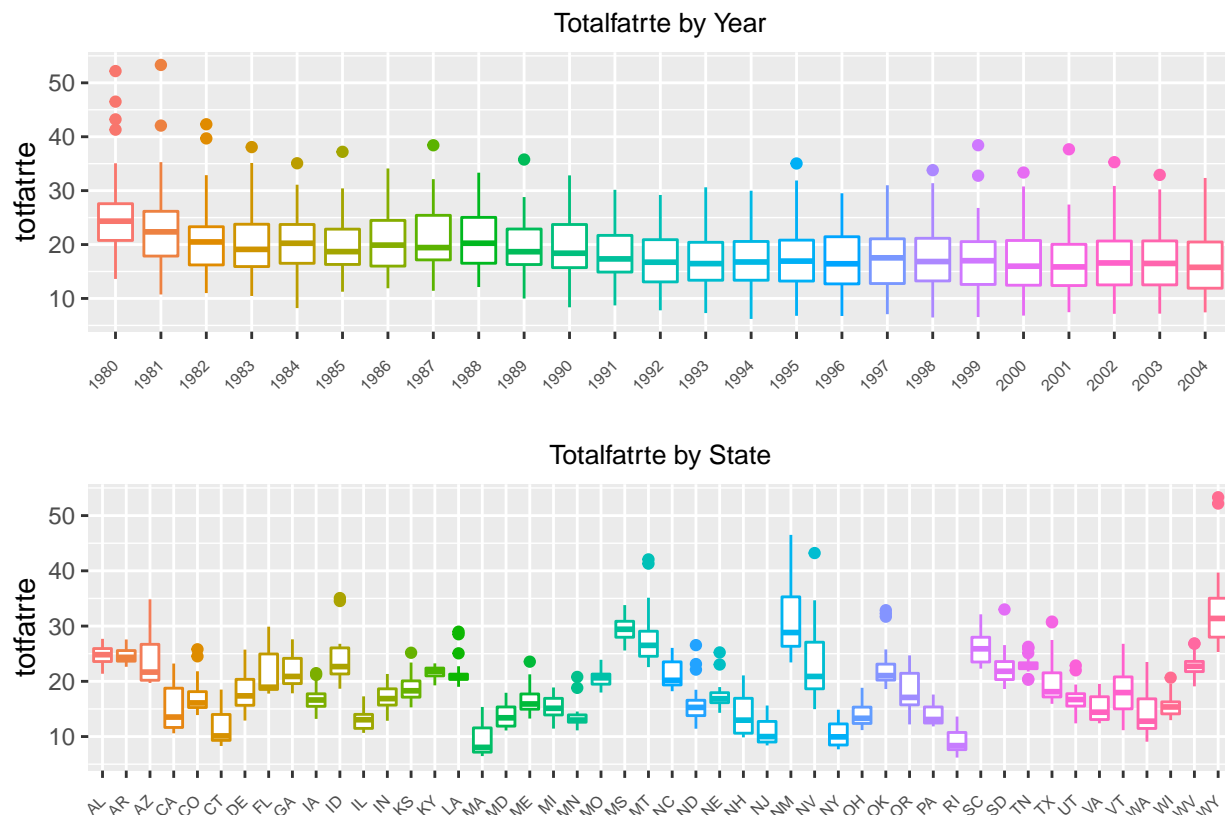 Totalfatrte by Year
totfatrte
50
40
30
20
10
1980 1981 1982 1983 1984 1985 1986 1987 1988 1989 1990 1991 1992 1993 1994 1995 1996 1997 1998 1999 2000 2001 2002 2003 2004
Totalfatrte by State
totfatrte
50
40
30
20
10
AL AR AZ CA CO CT DE FL GA IA ID IL IN KS KY LA MA MD ME MI MN MO MS MT NC ND NE NH NJ NM NV NY OH OK OR PA RI SC SD TN TX UT VA VT WA WI WV WY